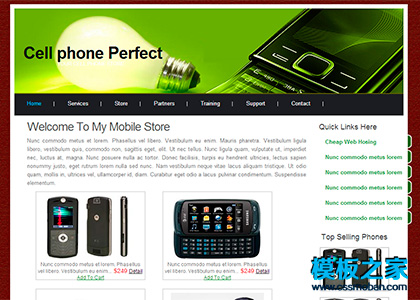 Cell phone Perfect
Home | Services | Store | Partners | Training | Support | Contact |
Welcome To My Mobile Store
Nunc commodo metus et lorem. Phasellus vel libero. Vestibulum eu enim. Mauris pharetra. Vestibulum ligula
libero, vestibulum quis, commodo non, sagittis eget, elit. Ut nec tellus. Nunc ligula quam, vulputate ut, imperdiet
nec, luctus at, magna. Nunc posuere nulla ac tortor. Donec facilisis, turpis eu hendrerit ultricies, lectus sapien
nonummy justo, eget rutrum lorem nulla sed nunc. Nam vestibulum neque vitae lacus aliquam tristique. Ut odio
quam, mollis in, ultrices vel, ullamcorper id, diam. Curabitur eget odio a lacus pulvinar condimentum. Suspendisse
elementum.
Quick Links Here
Cheap Web Hosing
Nunc commodo metus lorem
Nunc commodo metus lorem
Nunc commodo metus lorem
Nunc commodo metus lorem
Top Selling Phones
Nunc commodo metus et lorem. Phasellus
vel libero. Vestibulum eu enim... $249 Detail
Add To Cart
Nunc commodo metus et lorem. Phasellus
vel libero. Vestibulum eu enim... $249 Detail
Add To Cart
模板之家
www.cssmoban.com